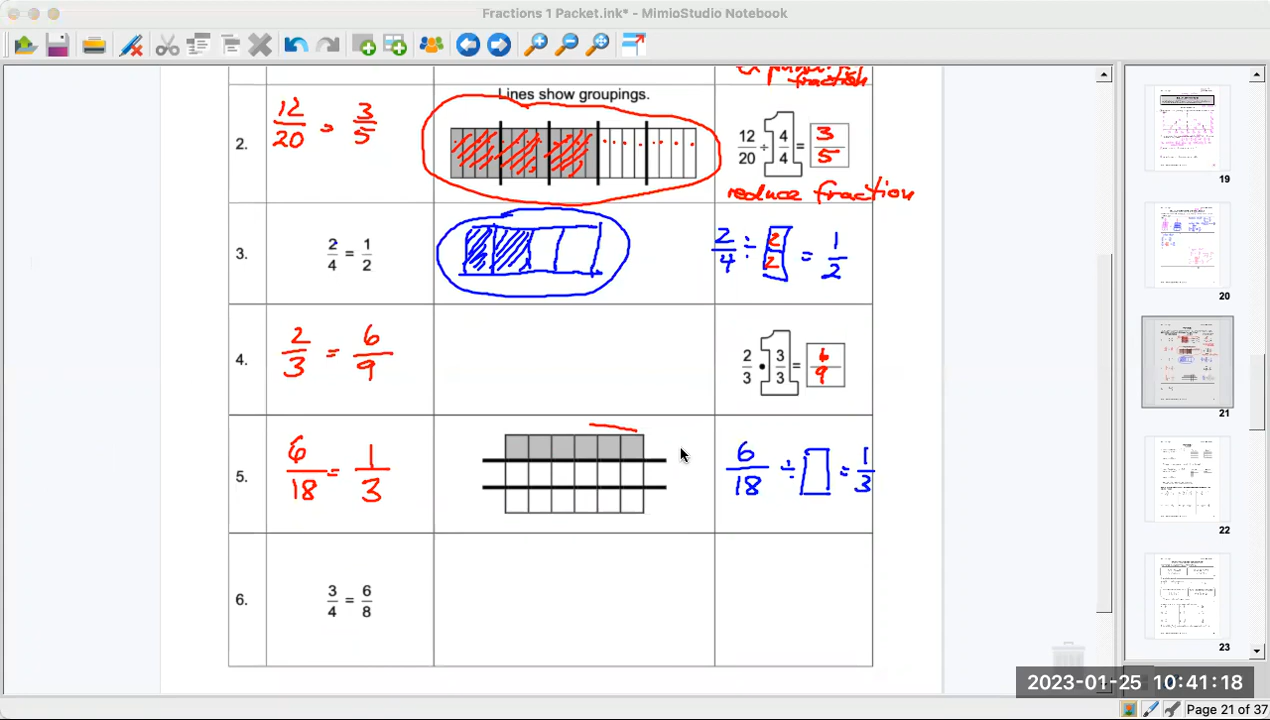 Fractions 1 Packet.ink* - MimioStudio Notebook
fraction
Lines show groupings.
2.
12/20 = 3/5
12/20 ÷ 4/4 = 3/5
reduce fraction
3.
2/4 = 1/2
2/4 ÷ 2/2 = 1/2
4.
2/3 = 6/9
2/3 • 3/3 = 6/9
5.
6/18 = 1/3
6/18 ÷ = 1/3
6.
3/4 = 6/8
19
20
21
22
23
2023-01-25 10:41:18
Page 21 of 37